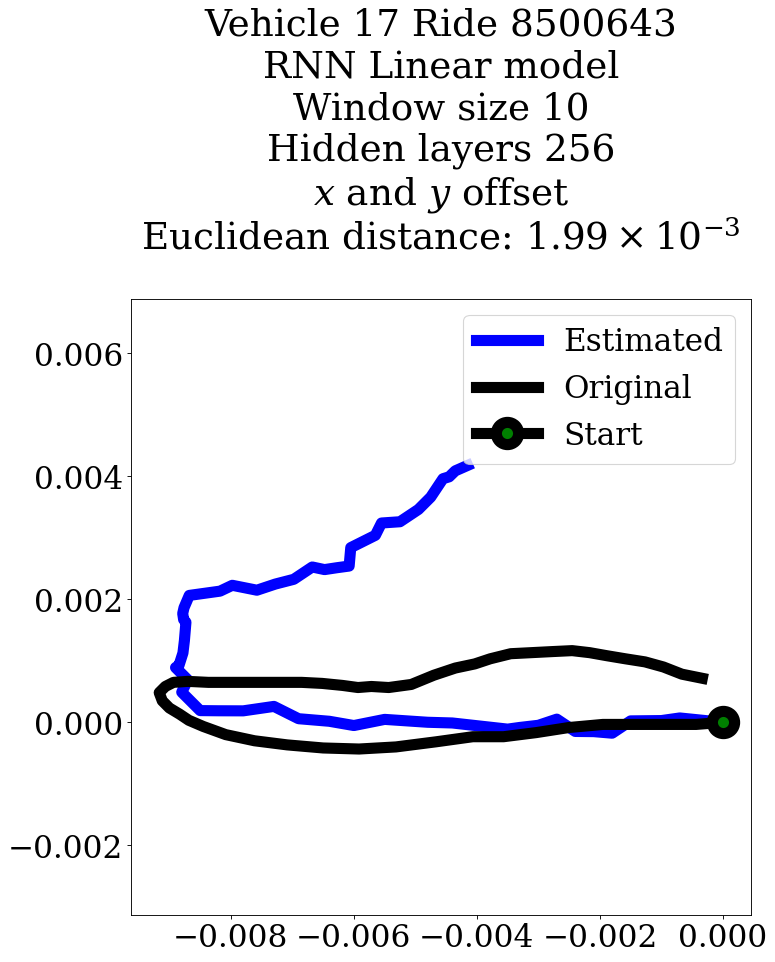 Vehicle 17 Ride 8500643
RNN Linear model
Window size 10
Hidden layers 256
x and y offset
Euclidean distance: 1.99 × 10⁻³
Estimated
Original
Start
0.006
0.004
0.002
0.000
−0.002
−0.008 −0.006 −0.004 −0.002 0.000